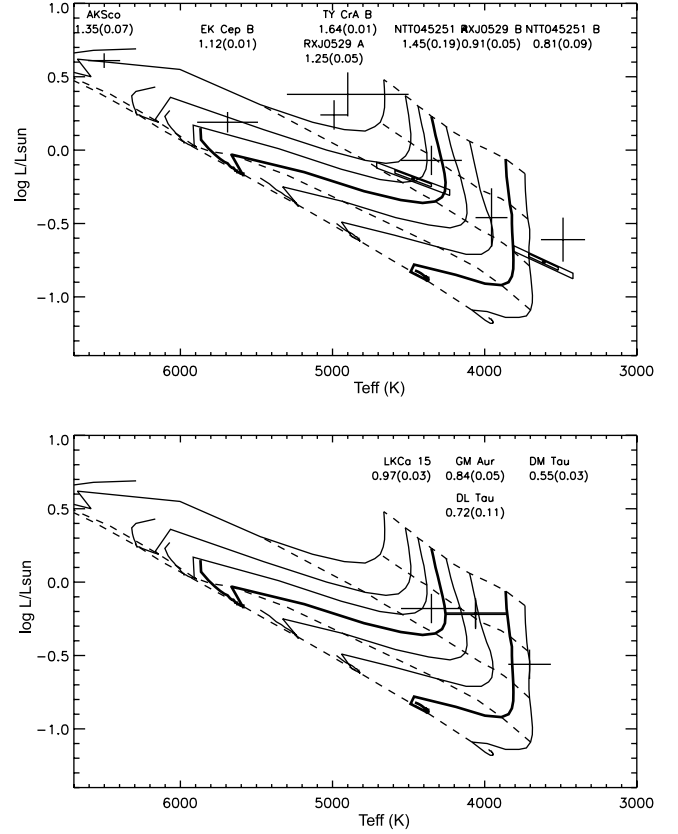 1.0
AKSco
1.35(0.07)
EK Cep B
1.12(0.01)
TY CrA B
1.64(0.01)
RXJ0529 A
1.25(0.05)
NTT045251 A
1.45(0.19)
RXJ0529 B
0.91(0.05)
NTT045251 B
0.81(0.09)
0.5
0.0
−0.5
−1.0
log L/Lsun
6000 5000 4000 3000
Teff (K)
1.0
LKCa 15 GM Aur DM Tau
0.97(0.03) 0.84(0.05) 0.55(0.03)
DL Tau
0.72(0.11)
0.5
0.0
−0.5
−1.0
log L/Lsun
6000 5000 4000 3000
Teff (K)